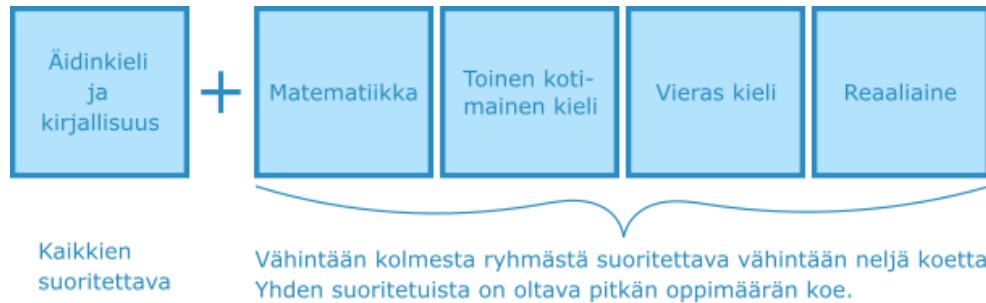 Äidinkieli
ja
kirjallisuus
+
Matematiikka
Toinen koti-
mainen kieli
Vieras kieli
Reaaliaine
Kaikkien
suoritettava
Vähintään kolmesta ryhmästä suoritettava vähintään neljä koetta
Yhden suoritetuista on oltava pitkän oppimäärän koe.